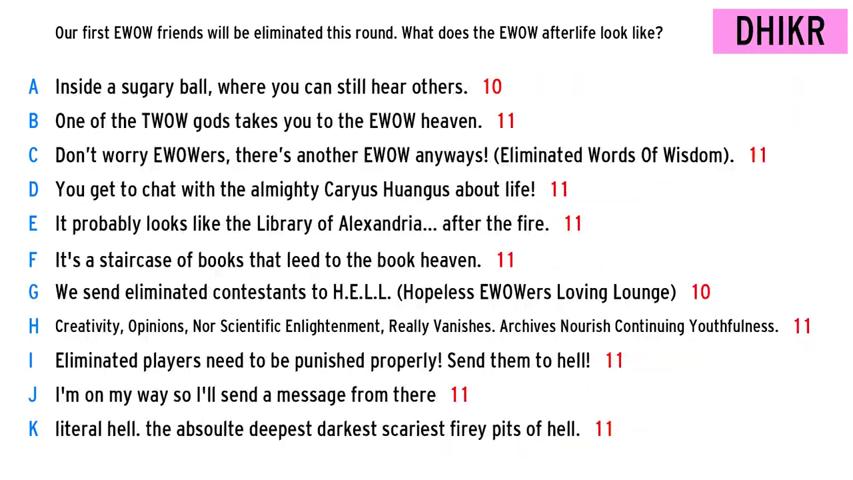 Our first EWOW friends will be eliminated this round. What does the EWOW afterlife look like?
DHIKR
A Inside a sugary ball, where you can still hear others. 10
B One of the TWOW gods takes you to the EWOW heaven. 11
C Don't worry EWOWers, there's another EWOW anyways! (Eliminated Words Of Wisdom). 11
D You get to chat with the almighty Caryus Huangus about life! 11
E It probably looks like the Library of Alexandria... after the fire. 11
F It's a staircase of books that leed to the book heaven. 11
G We send eliminated contestants to H.E.L.L. (Hopeless EWOWers Loving Lounge) 10
H Creativity, Opinions, Nor Scientific Enlightenment, Really Vanishes. Archives Nourish Continuing Youthfulness. 11
I Eliminated players need to be punished properly! Send them to hell! 11
J I'm on my way so I'll send a message from there 11
K literal hell. the absoulte deepest darkest scariest firey pits of hell. 11